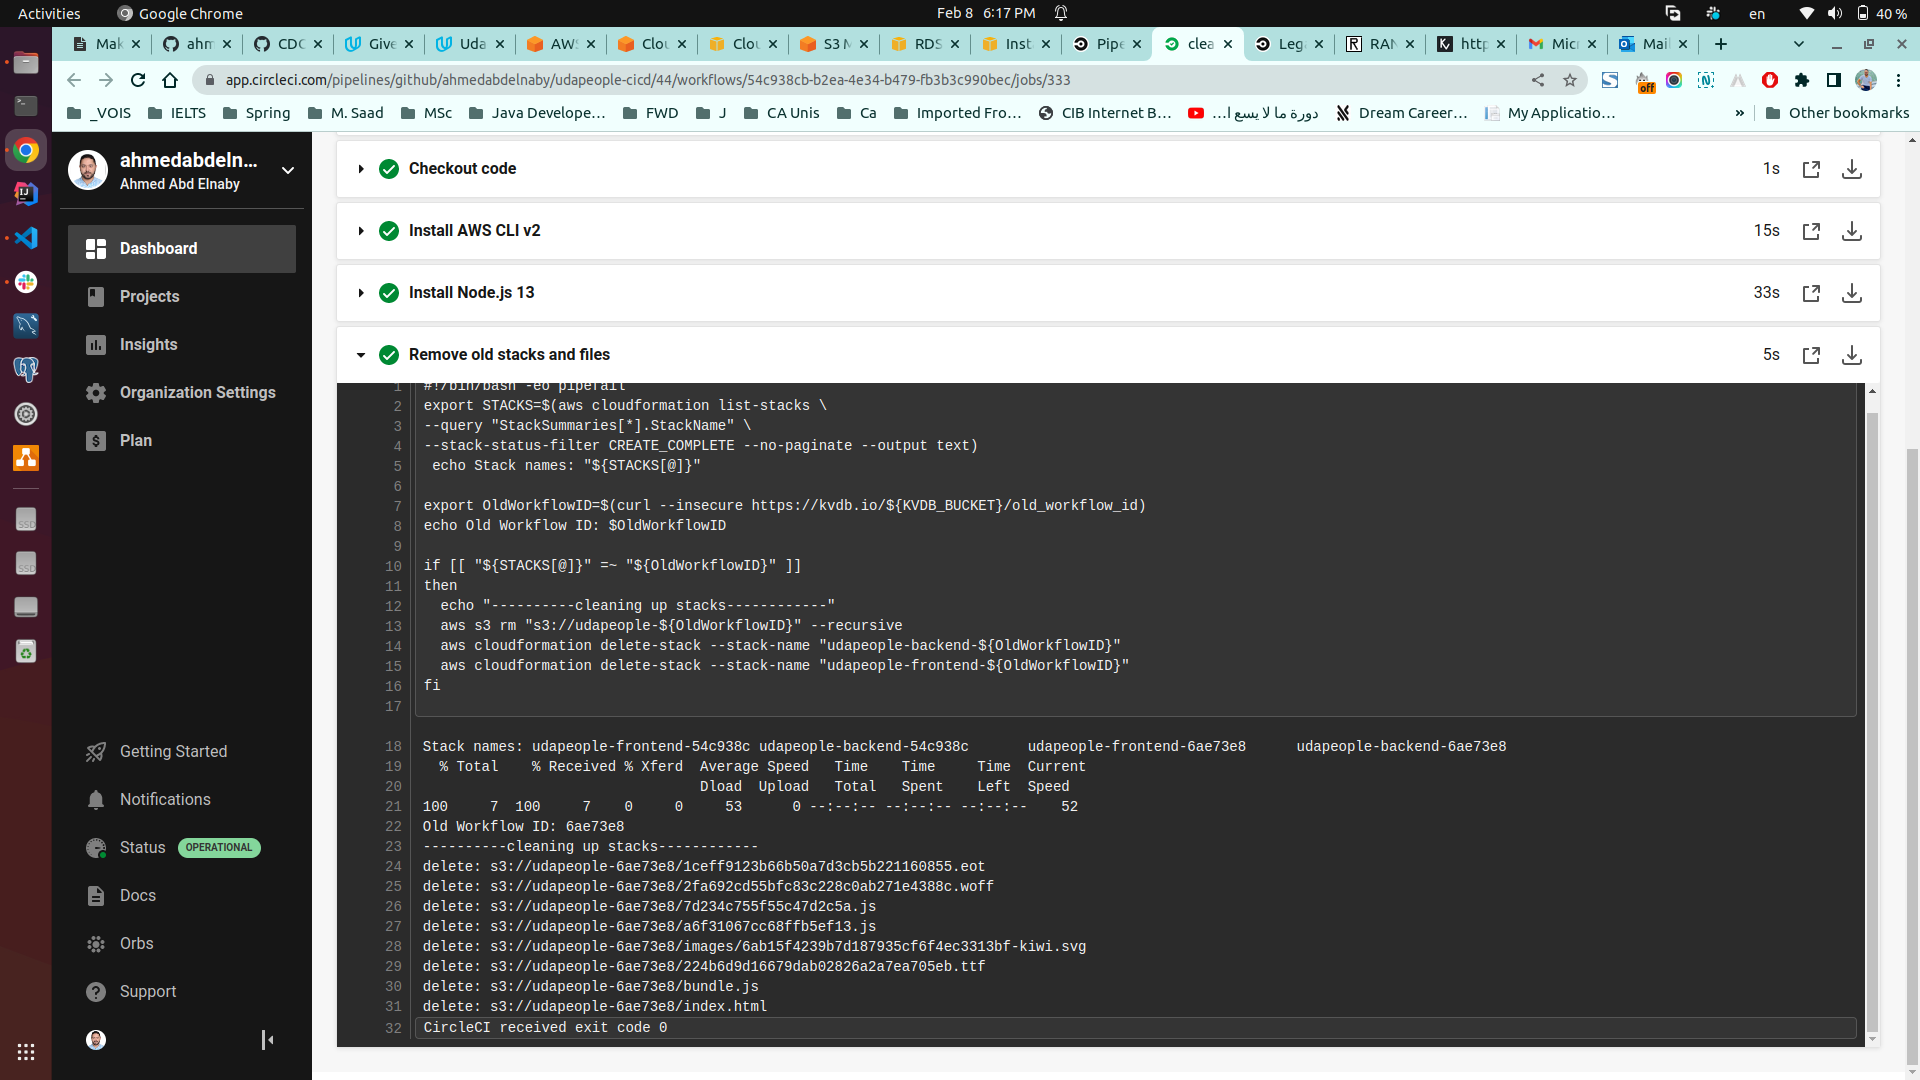 Activities
Google Chrome
Feb 8 6:17 PM
en
40 %
Mak
ahm
CDC
Give
Uda
AW
Clou
Clou
S3 M
RDS
Inst
Pipe
clea
Leg
RAN
http
Micr
Mail
app.circleci.com/pipelines/github/ahmedabdelnaby/udapeople-cicd/44/workflows/54c938cb-b2ea-4e34-b479-fb3b3c990bec/jobs/333
off
_VOIS
IELTS
Spring
M. Saad
MSc
Java Develope...
FWD
J
CA Unis
Ca
Imported Fro...
CIB Internet B...
دورة ما لا يسع ا...
Dream Career...
My Applicatio...
»
Other bookmarks
ahmedabdeln...
Ahmed Abd Elnaby
Dashboard
Projects
Insights
Organization Settings
Plan
Getting Started
Notifications
Status OPERATIONAL
Docs
Orbs
Support
SSD
SSD
Checkout code 1s
Install AWS CLI v2 15s
Install Node.js 13 33s
Remove old stacks and files 5s
1 #!/bin/bash -eo pipefail
2 export STACKS=$(aws cloudformation list-stacks \
3 --query "StackSummaries[*].StackName" \
4 --stack-status-filter CREATE_COMPLETE --no-paginate --output text)
5 echo Stack names: "${STACKS[@]}"
6
7 export OldWorkflowID=$(curl --insecure https://kvdb.io/${KVDB_BUCKET}/old_workflow_id)
8 echo Old Workflow ID: $OldWorkflowID
9
10 if [[ "${STACKS[@]}" =~ "${OldWorkflowID}" ]]
11 then
12 echo "----------cleaning up stacks------------"
13 aws s3 rm "s3://udapeople-${OldWorkflowID}" --recursive
14 aws cloudformation delete-stack --stack-name "udapeople-backend-${OldWorkflowID}"
15 aws cloudformation delete-stack --stack-name "udapeople-frontend-${OldWorkflowID}"
16 fi
17
18 Stack names: udapeople-frontend-54c938c udapeople-backend-54c938c udapeople-frontend-6ae73e8 udapeople-backend-6ae73e8
19 % Total % Received % Xferd Average Speed Time Time Time Current
20 Dload Upload Total Spent Left Speed
21 100 7 100 7 0 0 53 0 --:--:-- --:--:-- --:--:-- 52
22 Old Workflow ID: 6ae73e8
23 ----------cleaning up stacks------------
24 delete: s3://udapeople-6ae73e8/1ceff9123b66b50a7d3cb5b221160855.eot
25 delete: s3://udapeople-6ae73e8/2fa692cd55bfc83c228c0ab271e4388c.woff
26 delete: s3://udapeople-6ae73e8/7d234c755f55c47d2c5a.js
27 delete: s3://udapeople-6ae73e8/a6f31067cc68ffb5ef13.js
28 delete: s3://udapeople-6ae73e8/images/6ab15f4239b7d187935cf6f4ec3313bf-kiwi.svg
29 delete: s3://udapeople-6ae73e8/224b6d9d16679dab02826a2a7ea705eb.ttf
30 delete: s3://udapeople-6ae73e8/bundle.js
31 delete: s3://udapeople-6ae73e8/index.html
32 CircleCI received exit code 0